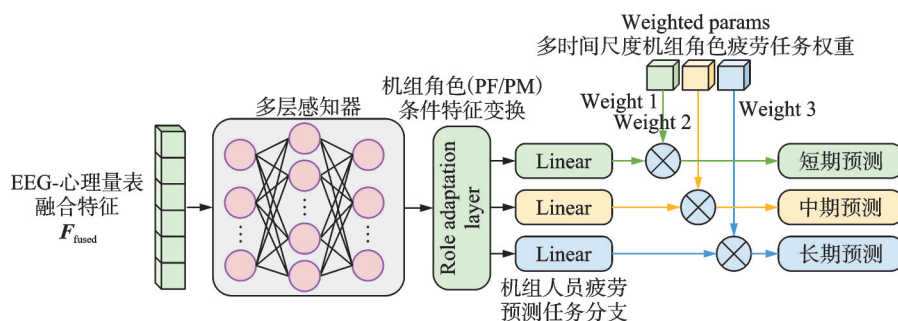 Weighted params
多时间尺度机组角色疲劳任务权重
机组角色(PF/PM)
条件特征变换
多层感知器
Weight 1
Weight 2
Weight 3
EEG-心理量表
融合特征
F_fused
...
...
...
Role adaptation
layer
Linear
短期预测
Linear
中期预测
Linear
长期预测
机组人员疲劳
预测任务分支